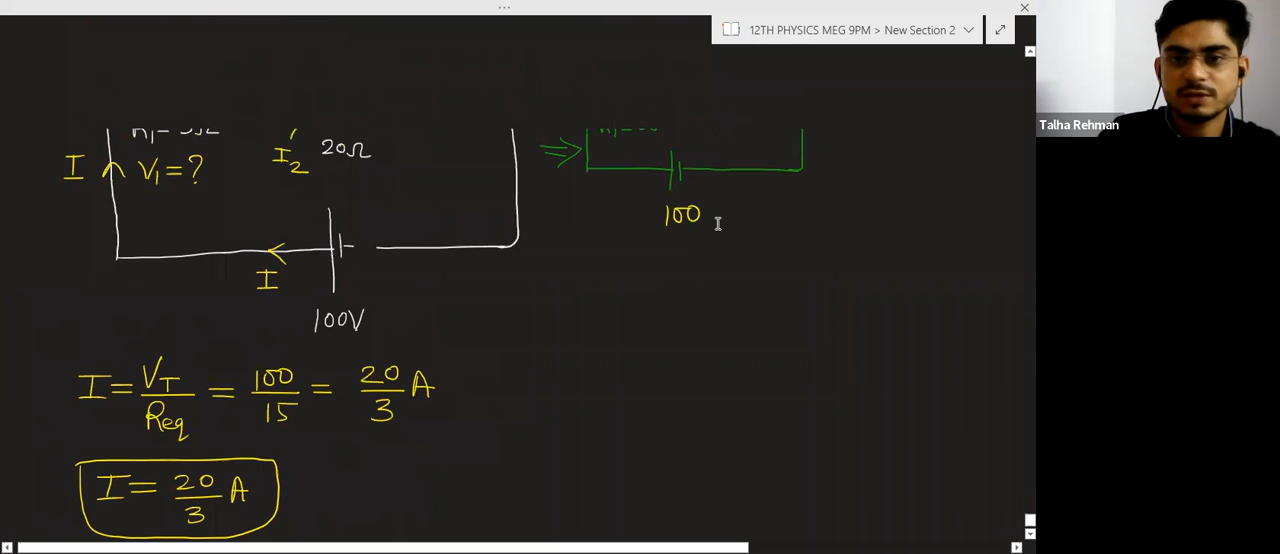 12TH PHYSICS MEG 9PM > New Section 2
Talha Rehman
I V₁ = ?
I₂ 20Ω
I
100V
100
I = V_T / Req = 100 / 15 = 20 / 3 A
I = 20 / 3 A